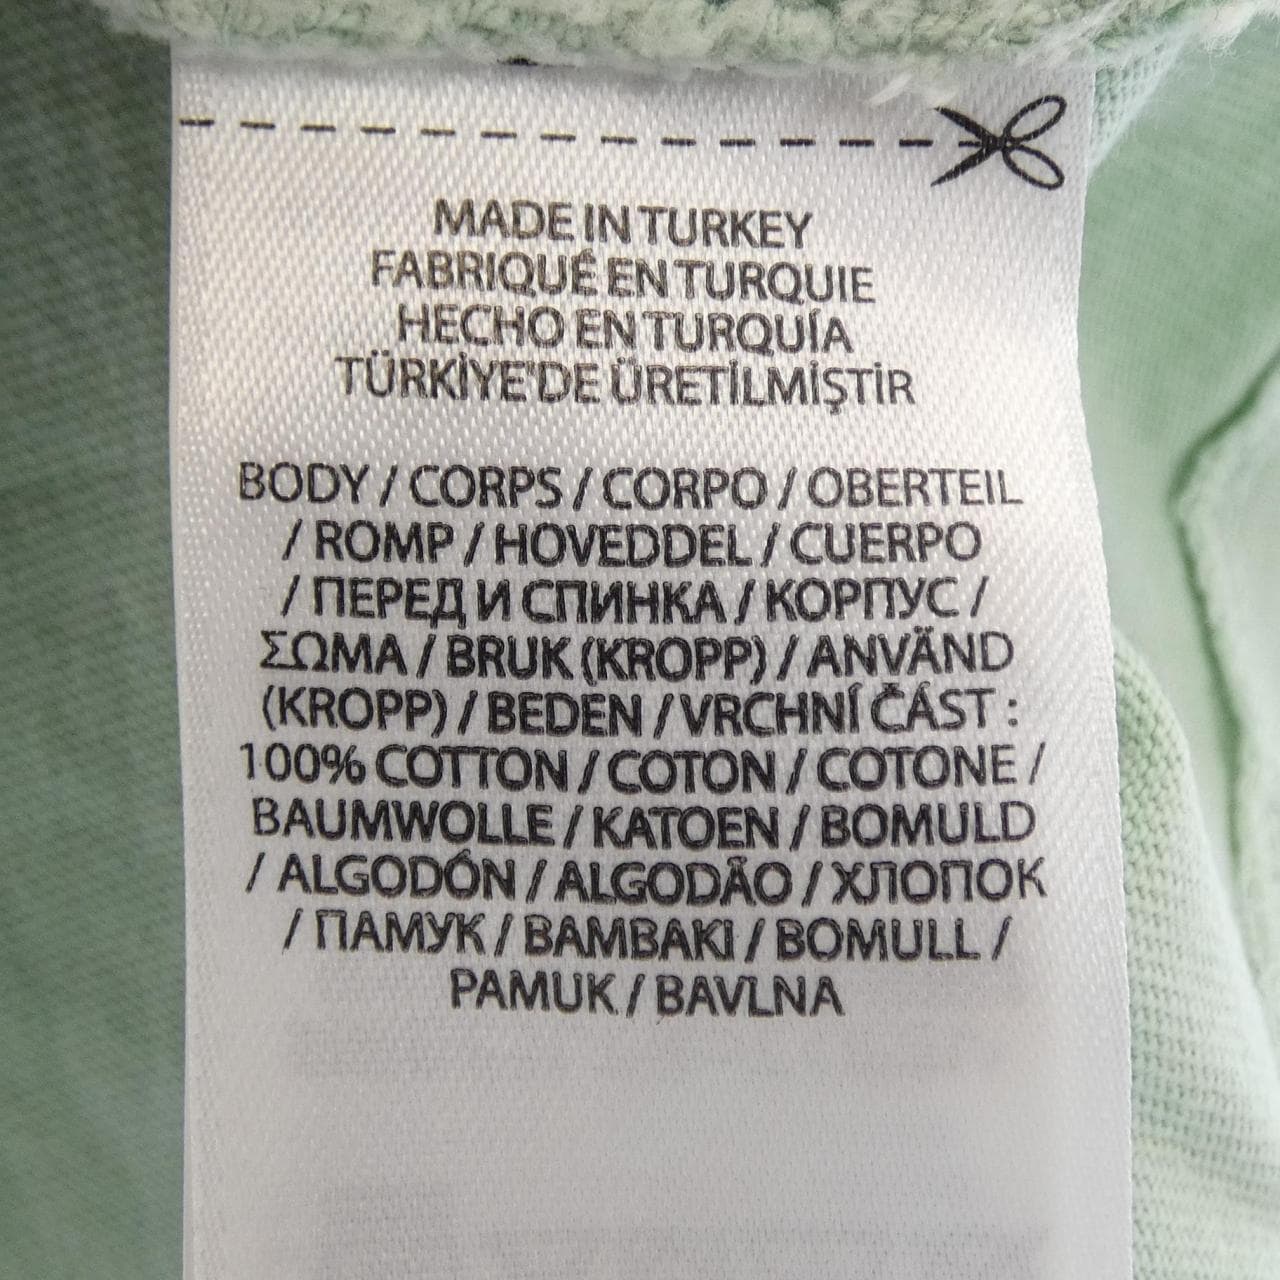 MADE IN TURKEY
FABRIQUÉ EN TURQUIE
HECHO EN TURQUÍA
TÜRKİYE'DE ÜRETİLMİŞTİR
BODY / CORPS / CORPO / OBERTEIL
/ ROMP / HOVEDDEL / CUERPO
/ ПЕРЕД И СПИНКА / КОРПУС /
ΣΩΜΑ / BRUK (KROPP) / ANVÄND
(KROPP) / BEDEN / VRCHNÍ ČÁST :
100% COTTON / COTON / COTONE /
BAUMWOLLE / KATOEN / BOMULD
/ ALGODÓN / ALGODÃO / ХЛОПОК
/ ПАМУК / BAMBAKI / BOMULL /
PAMUK / BAVLNA